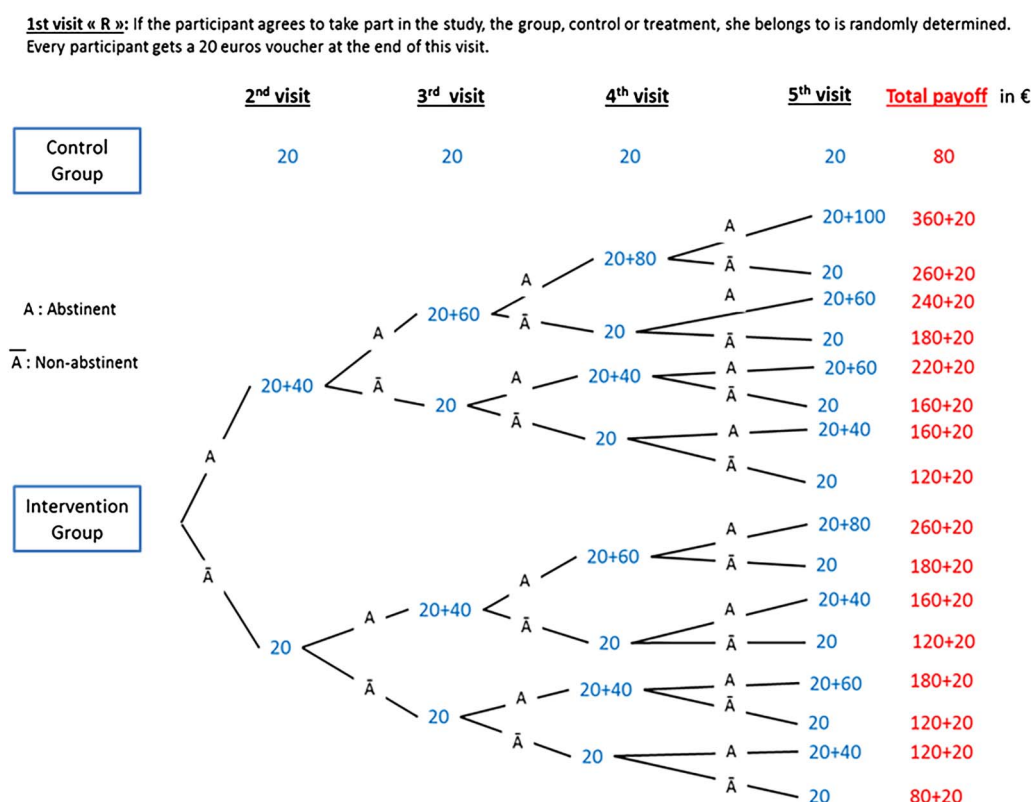 1st visit « R »: If the participant agrees to take part in the study, the group, control or treatment, she belongs to is randomly determined.
Every participant gets a 20 euros voucher at the end of this visit.
2nd visit 3rd visit 4th visit 5th visit Total payoff in €
Control
Group
20 20 20 20 80
A 20+100 360+20
20+80
A Ā 20 260+20
A : Abstinent
A 20+60 240+20
20+60
A Ā 20 Ā 20 180+20
Ā : Non-abstinent
20+40 Ā A 20+40 A 20+60 220+20
20 Ā 20 160+20
Ā 20 A 20+40 160+20
A
Ā 20 120+20
Intervention
Group
A 20+80 260+20
20+60
Ā 20 180+20
Ā A
A 20+40 A 20+40 160+20
Ā 20 Ā 20 120+20
20
Ā A 20+40 A 20+60 180+20
20 Ā 20 120+20
Ā 20 A 20+40 120+20
Ā 20 80+20